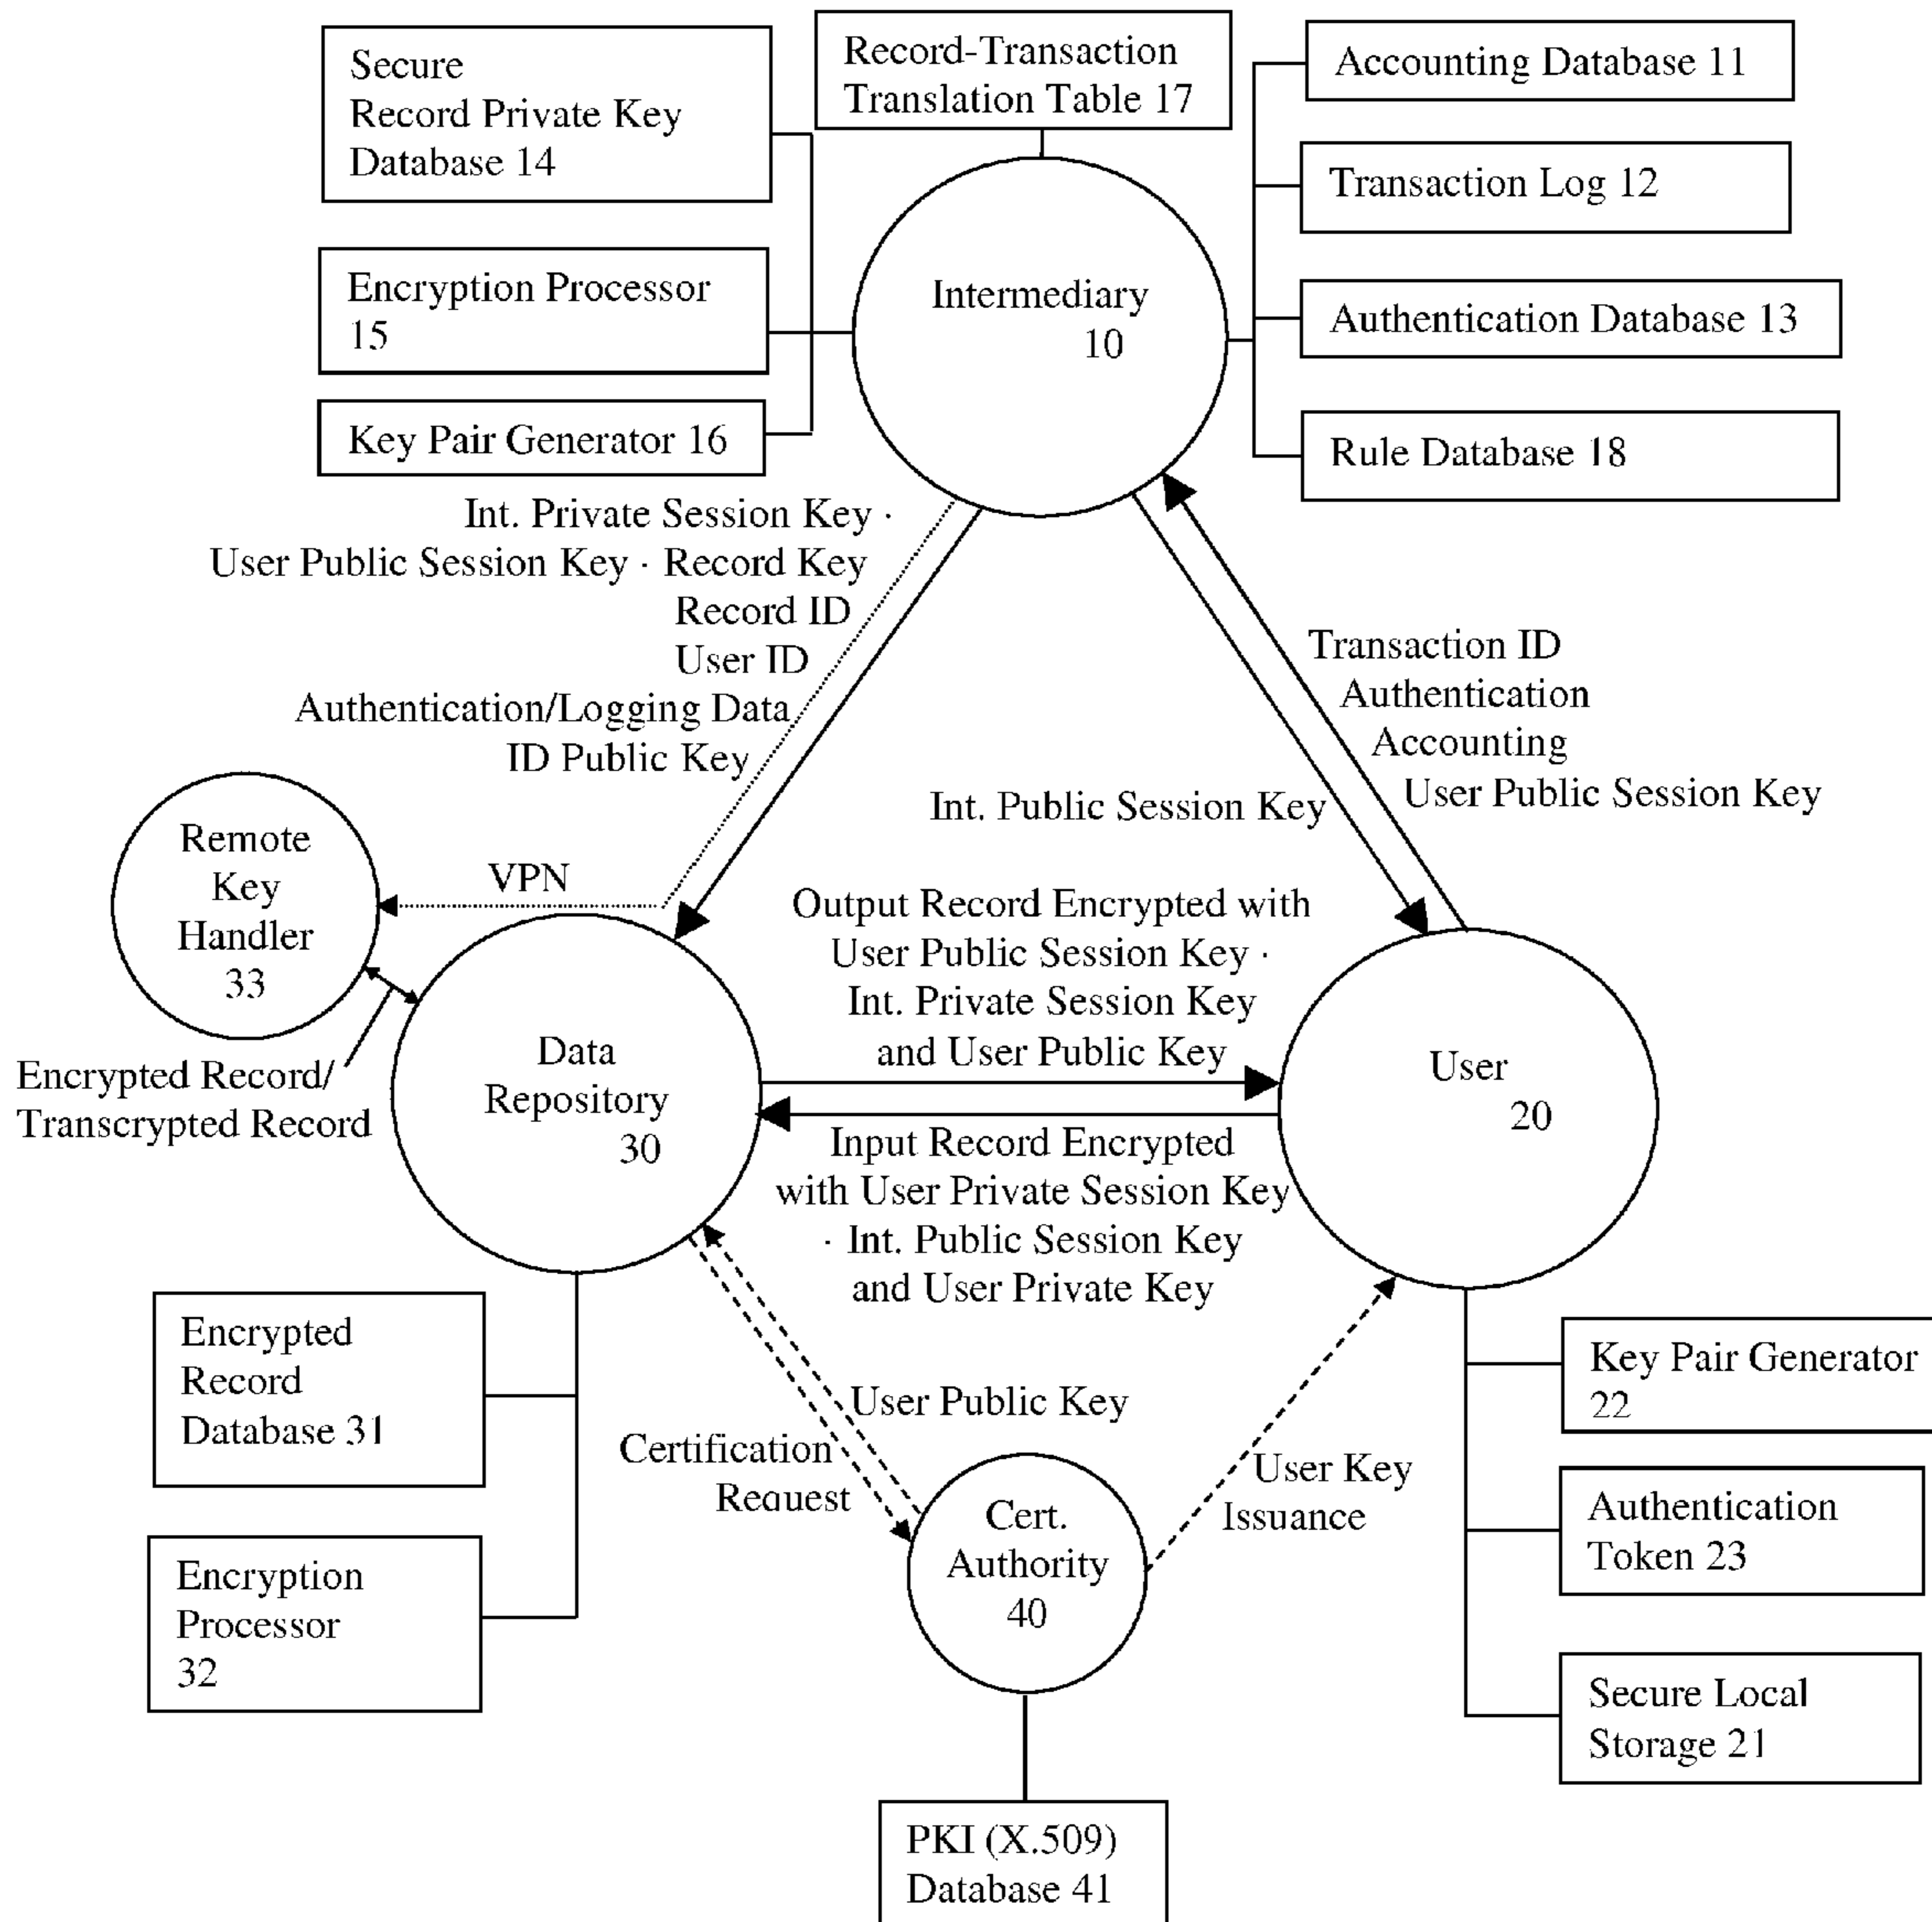 Secure
Record Private Key
Database 14
Record-Transaction
Translation Table 17
Accounting Database 11
Transaction Log 12
Encryption Processor
15
Intermediary
10
Authentication Database 13
Key Pair Generator 16
Rule Database 18
Int. Private Session Key ·
User Public Session Key · Record Key
Record ID
User ID
Authentication/Logging Data
ID Public Key
Transaction ID
Authentication
Accounting
User Public Session Key
Int. Public Session Key
Remote
Key
Handler
33
VPN
Output Record Encrypted with
User Public Session Key ·
Int. Private Session Key
and User Public Key
Encrypted Record/
Transcrypted Record
Data
Repository
30
User
20
Input Record Encrypted
with User Private Session Key
· Int. Public Session Key
and User Private Key
Encrypted
Record
Database 31
Encryption
Processor
32
User Public Key
Certification
Request
Cert.
Authority
40
User Key
Issuance
Key Pair Generator
22
Authentication
Token 23
Secure Local
Storage 21
PKI (X.509)
Database 41